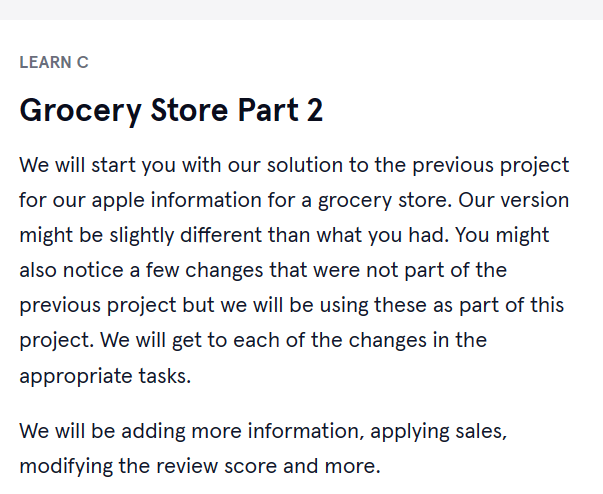 LEARN C
Grocery Store Part 2
We will start you with our solution to the previous project
for our apple information for a grocery store. Our version
might be slightly different than what you had. You might
also notice a few changes that were not part of the
previous project but we will be using these as part of this
project. We will get to each of the changes in the
appropriate tasks.
We will be adding more information, applying sales,
modifying the review score and more.